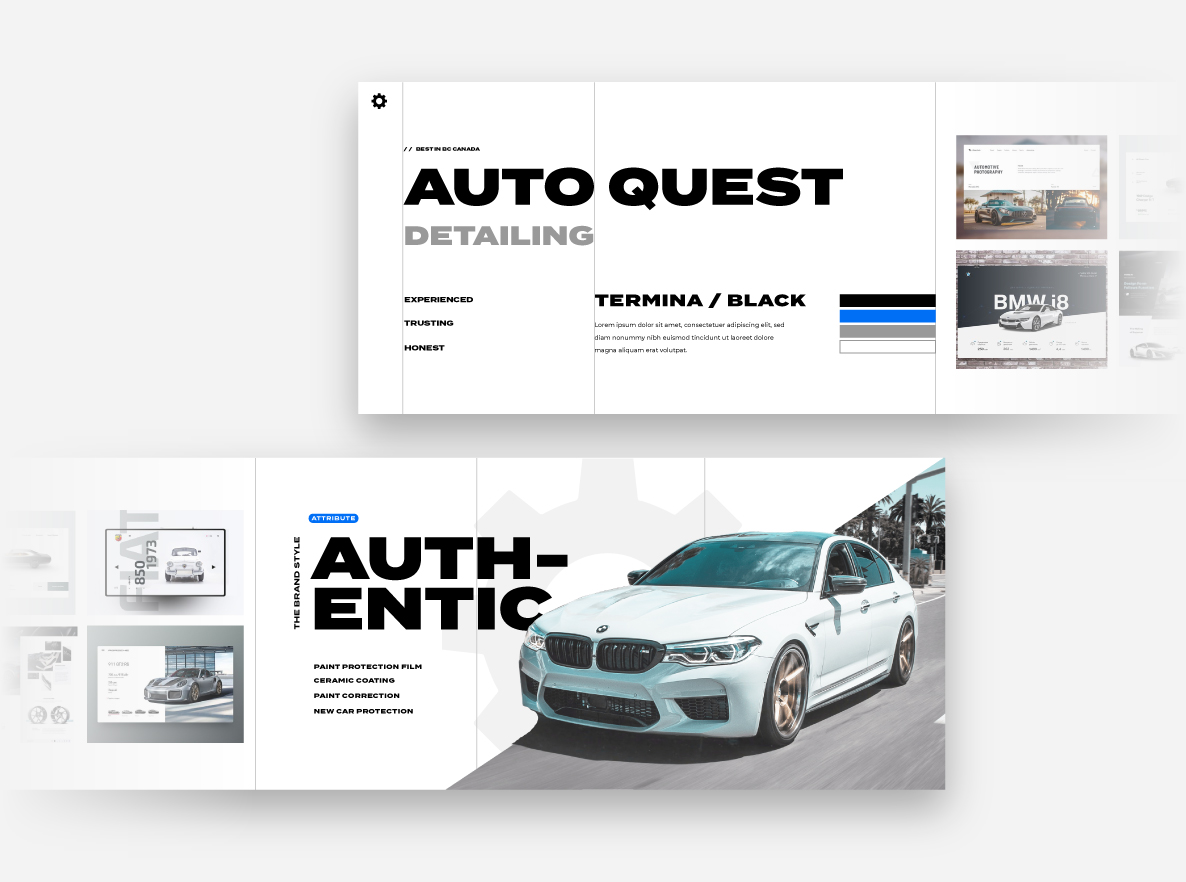 // BEST IN BC CANADA
AUTO QUEST
DETAILING
EXPERIENCED
TRUSTING
HONEST
TERMINA / BLACK
Lorem ipsum dolor sit amet, consectetuer adipiscing elit, sed
diam nonummy nibh euismod tincidunt ut laoreet dolore
magna aliquam erat volutpat.
AUTOMOTIVE
PHOTOGRAPHY
BMW i8
FIAT
850
1973
ATTRIBUTE
THE BRAND STYLE
AUTH-
ENTIC
PAINT PROTECTION FILM
CERAMIC COATING
PAINT CORRECTION
NEW CAR PROTECTION